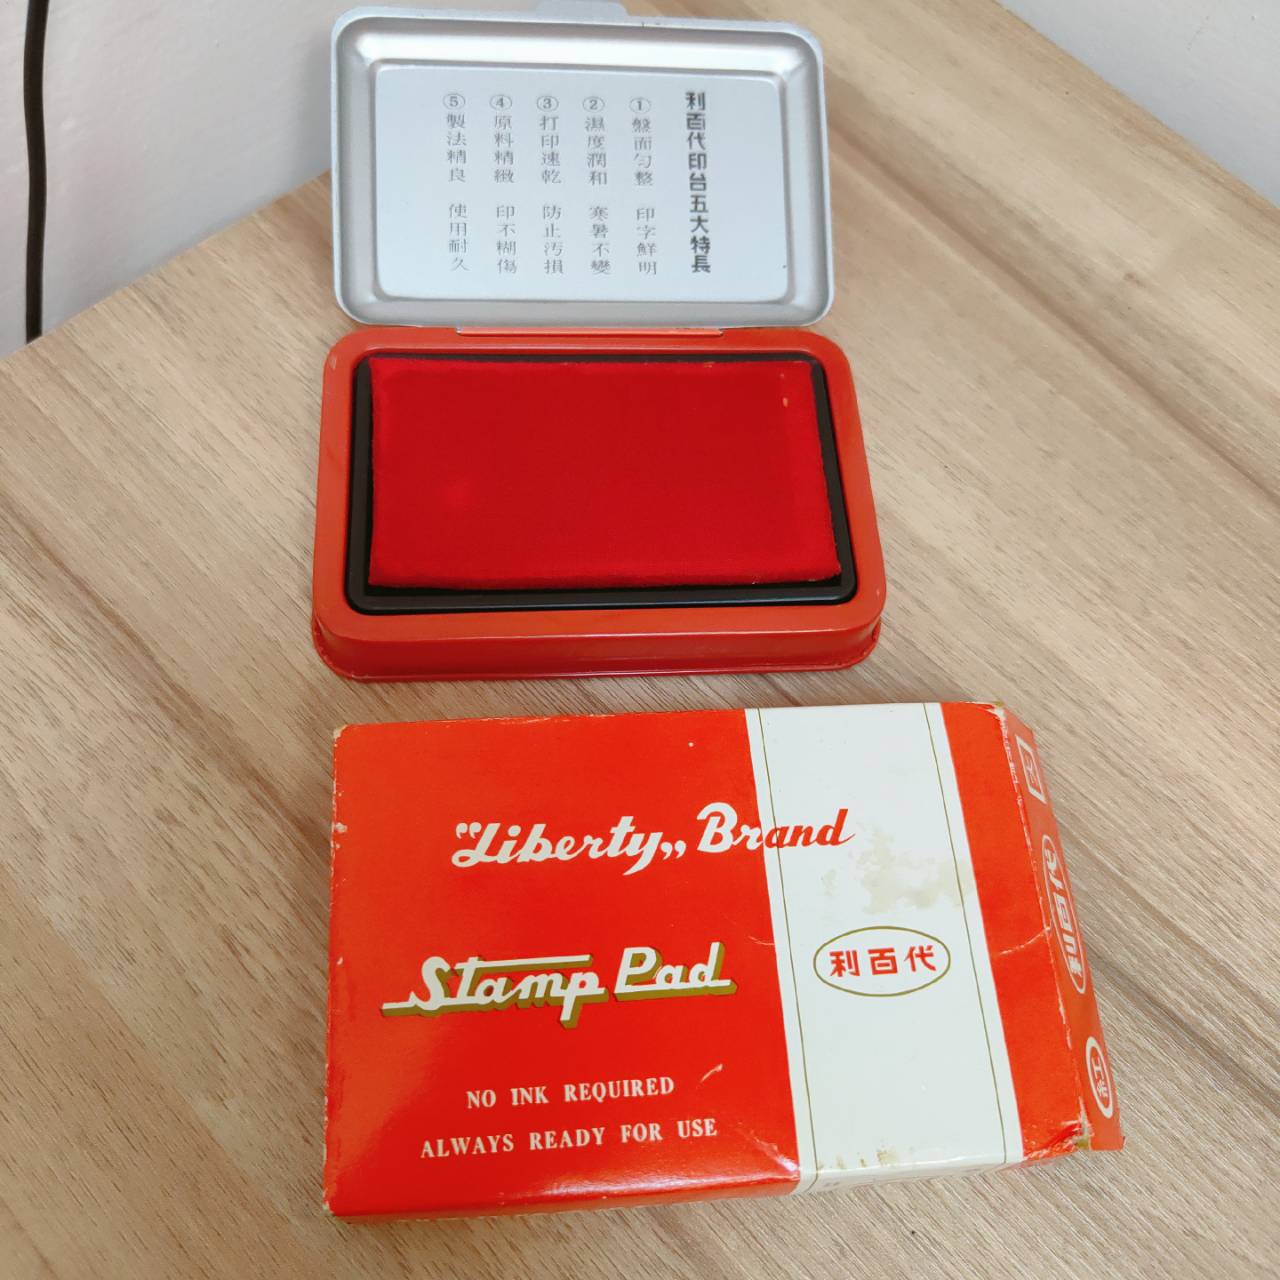 利百代印台五大特長
① 盤面勻整 印字鮮明
② 濕度潤和 寒暑不變
③ 打印速乾 防止污損
④ 原料精緻 印不糊傷
⑤ 製法精良 使用耐久
"Liberty„ Brand
Stamp Pad
利百代
NO INK REQUIRED
ALWAYS READY FOR USE
利百代